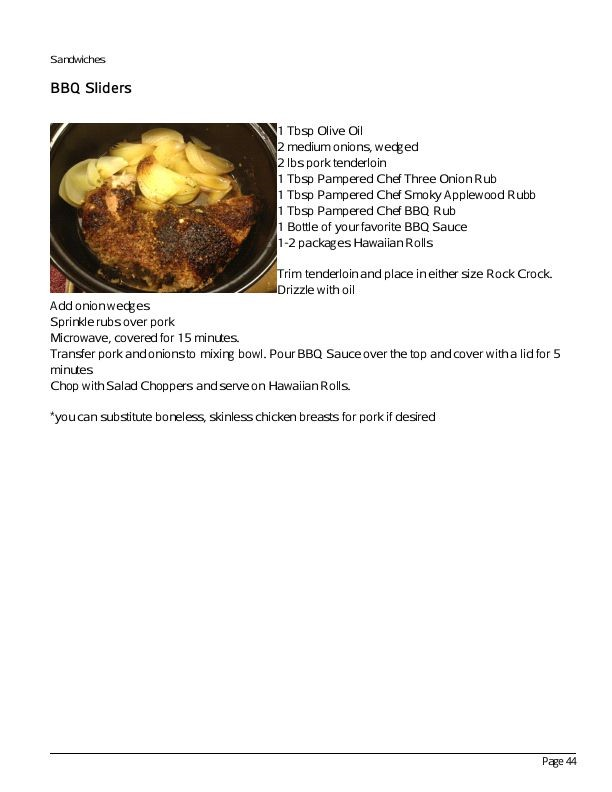 Sandwiches
BBQ Sliders
1 Tbsp Olive Oil
2 medium onions, wedged
2 lbs pork tenderloin
1 Tbsp Pampered Chef Three Onion Rub
1 Tbsp Pampered Chef Smoky Applewood Rubb
1 Tbsp Pampered Chef BBQ Rub
1 Bottle of your favorite BBQ Sauce
1-2 packages Hawaiian Rolls
Trim tenderloin and place in either size Rock Crock.
Drizzle with oil
Add onion wedges
Sprinkle rubs over pork
Microwave, covered for 15 minutes.
Transfer pork and onions to mixing bowl. Pour BBQ Sauce over the top and cover with a lid for 5
minutes
Chop with Salad Choppers and serve on Hawaiian Rolls.
*you can substitute boneless, skinless chicken breasts for pork if desired
Page 44